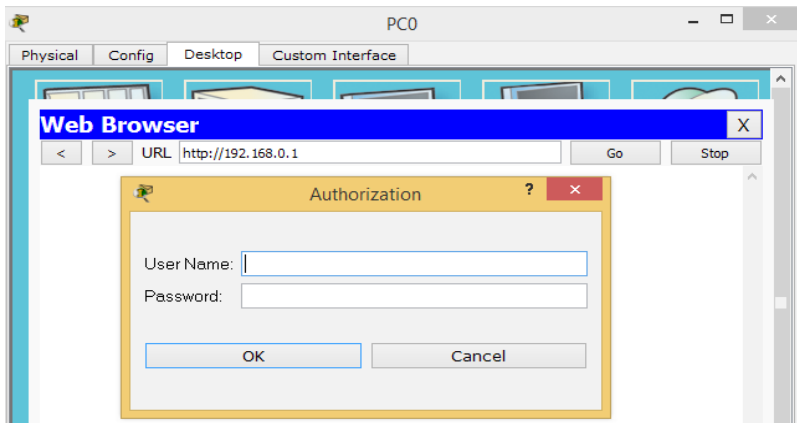 PC0
Physical Config Desktop Custom Interface
Web Browser X
< > URL http://192.168.0.1 Go Stop
Authorization ? ×
User Name:
Password:
OK Cancel